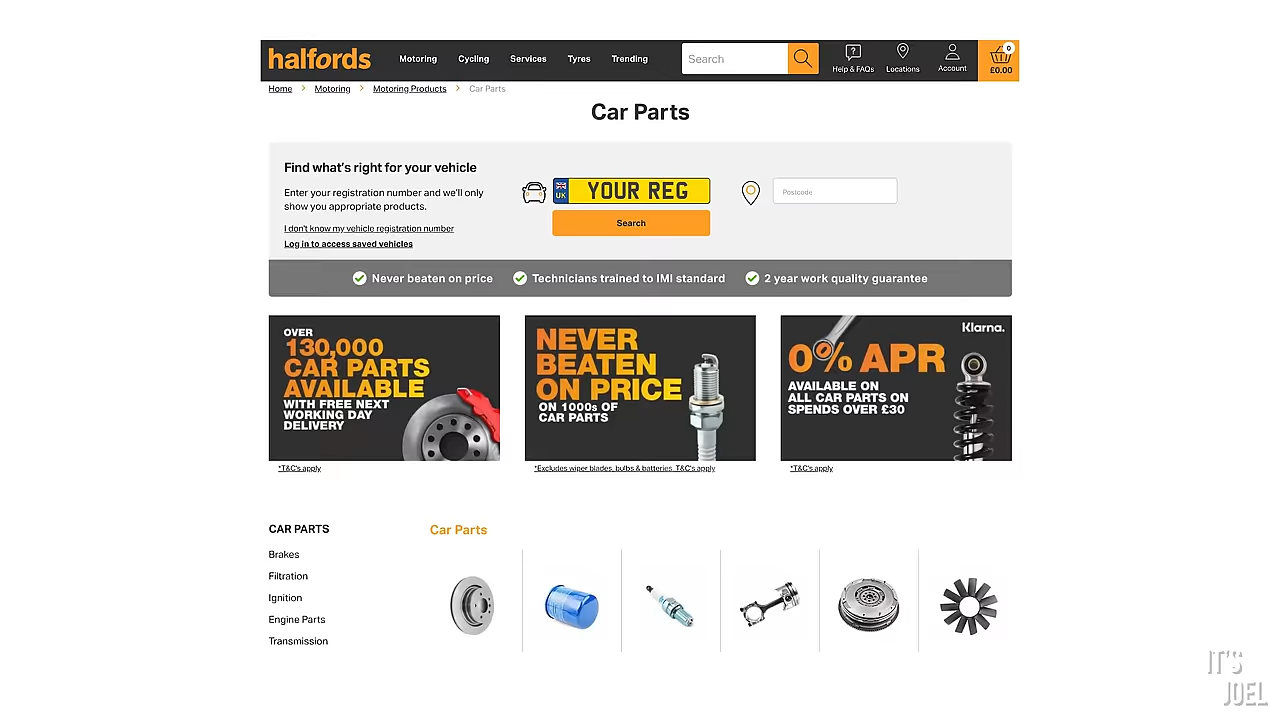 halfords
Motoring
Cycling
Services
Tyres
Trending
Search
Help & FAQs
Locations
Account
0
£0.00
Home > Motoring > Motoring Products > Car Parts
Car Parts
Find what's right for your vehicle
Enter your registration number and we'll only
show you appropriate products.
I don't know my vehicle registration number
Log in to access saved vehicles
UK
YOUR REG
Search
Postcode
Never beaten on price
Technicians trained to IMI standard
2 year work quality guarantee
OVER
130,000
CAR PARTS
AVAILABLE
WITH FREE NEXT
WORKING DAY
DELIVERY
*T&C's apply
NEVER
BEATEN
ON PRICE
ON 1000s OF
CAR PARTS
*Excludes wiper blades, bulbs & batteries. T&C's apply
Klarna.
0% APR
AVAILABLE ON
ALL CAR PARTS ON
SPENDS OVER £30
*T&C's apply
CAR PARTS
Brakes
Filtration
Ignition
Engine Parts
Transmission
Car Parts
IT'S
JOEL